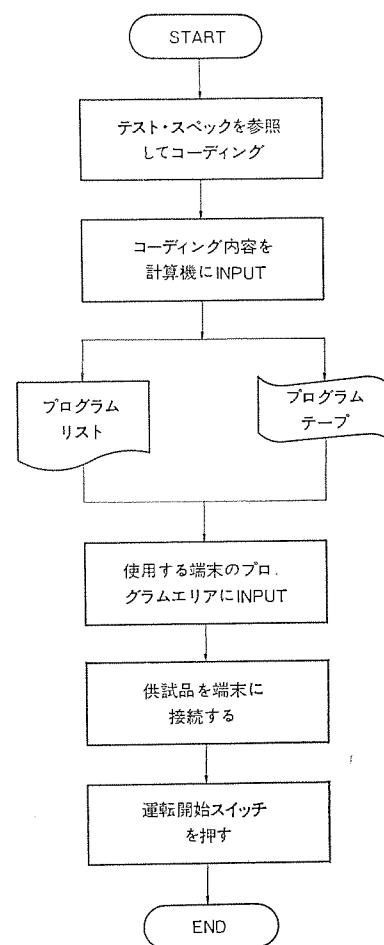 START
テスト・スペックを参照
してコーディング
コーディング内容を
計算機にINPUT
プログラム
リスト
プログラム
テープ
使用する端末のプロ
グラムエリアにINPUT
供試品を端末に
接続する
運転開始スイッチ
を押す
END